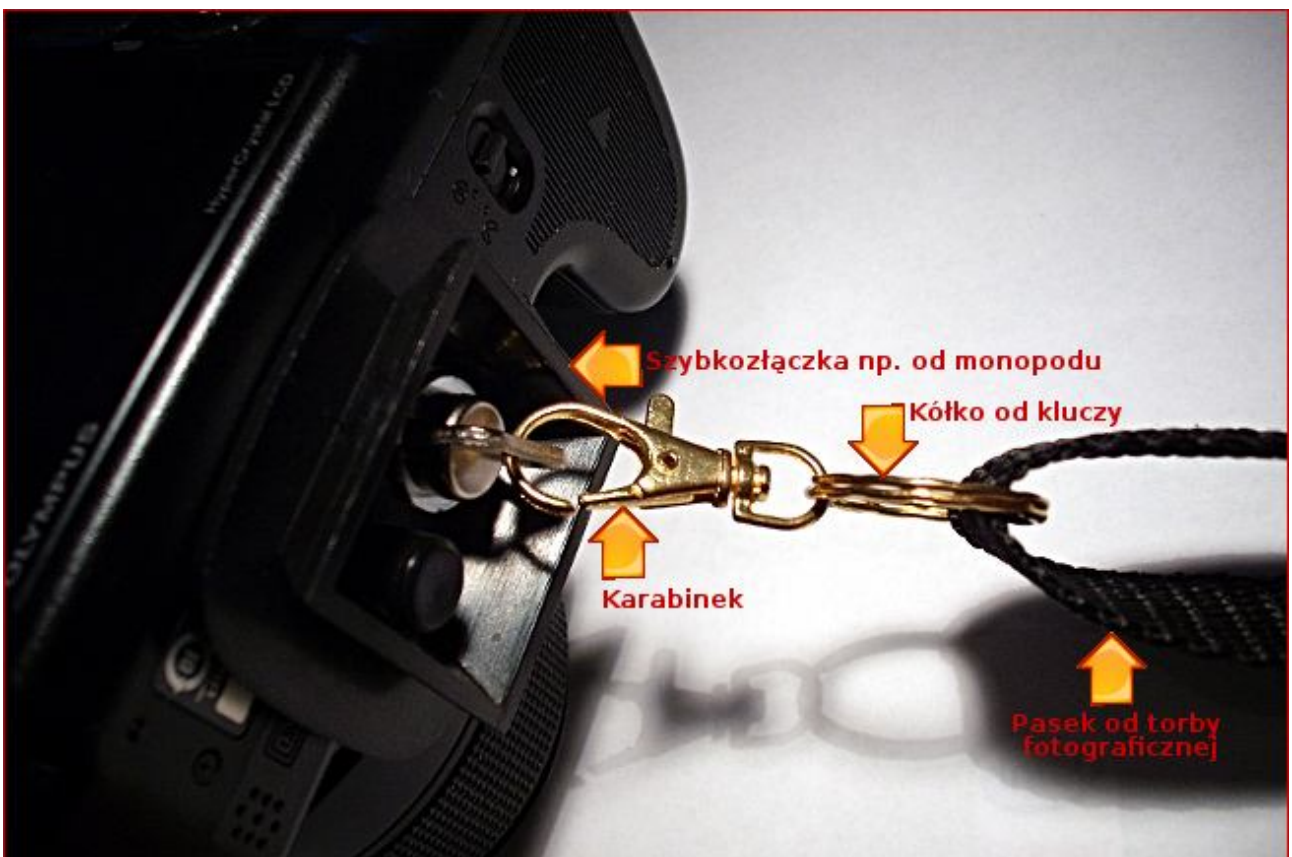 HyperCrystal LCD
Szybkozłączka np. od monopodu
Kółko od kluczy
OLYMPUS
Karabinek
Pasek od torby
fotograficznej